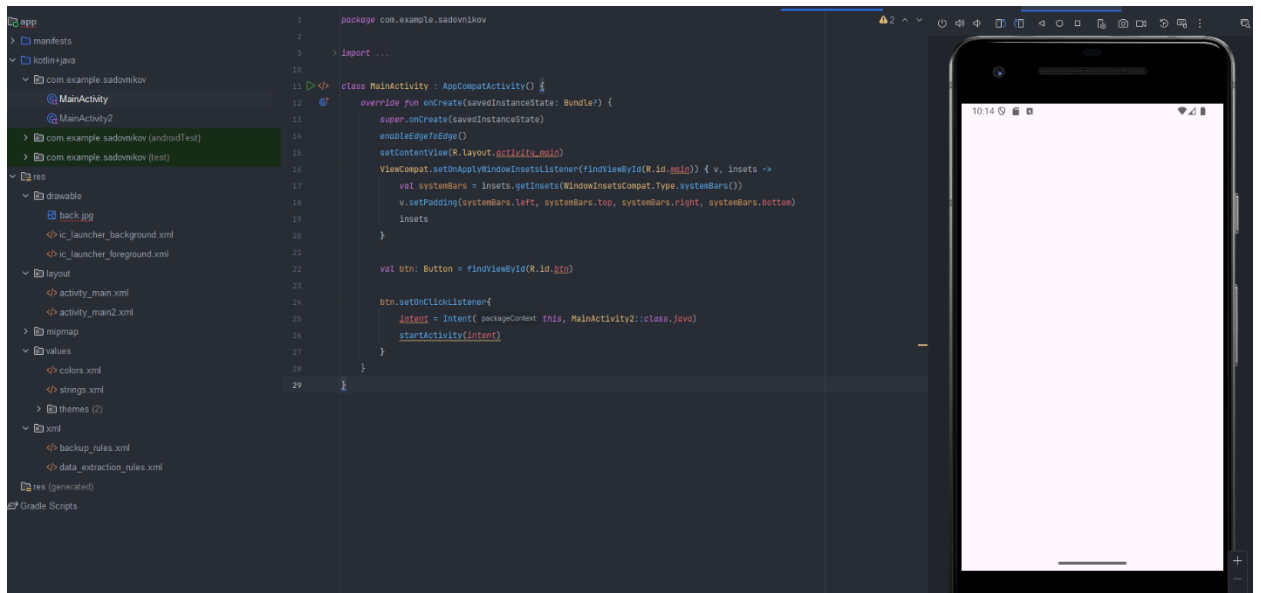 app
manifests
kotlin+java
com.example.sadovnikov
MainActivity
MainActivity2
com.example.sadovnikov (androidTest)
com.example.sadovnikov (test)
res
drawable
back.jpg
ic_launcher_background.xml
ic_launcher_foreground.xml
layout
activity_main.xml
activity_main2.xml
mipmap
values
colors.xml
strings.xml
themes (2)
xml
backup_rules.xml
data_extraction_rules.xml
res (generated)
Gradle Scripts
1 package com.example.sadovnikov
2
3 import ...
10
11 class MainActivity : AppCompatActivity() {
12 override fun onCreate(savedInstanceState: Bundle?) {
13 super.onCreate(savedInstanceState)
14 enableEdgeToEdge()
15 setContentView(R.layout.activity_main)
16 ViewCompat.setOnApplyWindowInsetsListener(findViewById(R.id.main)) { v, insets ->
17 val systemBars = insets.getInsets(WindowInsetsCompat.Type.systemBars())
18 v.setPadding(systemBars.left, systemBars.top, systemBars.right, systemBars.bottom)
19 insets
20 }
21
22 val btn: Button = findViewById(R.id.btn)
23
24 btn.setOnClickListener{
25 intent = Intent( packageContext: this, MainActivity2::class.java)
26 startActivity(intent)
27 }
28 }
29 }
2
10:14